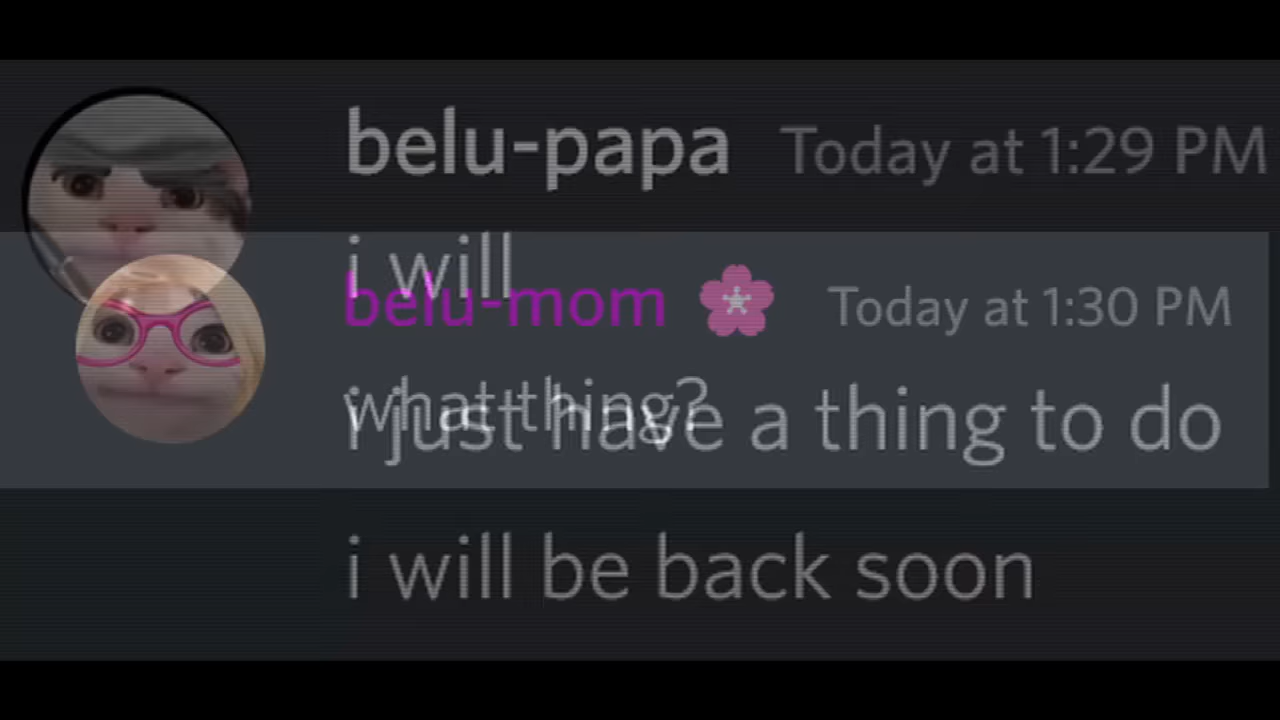 belu-papa Today at 1:29 PM
i will
belu-mom Today at 1:30 PM
what thing?
i just have a thing to do
i will be back soon